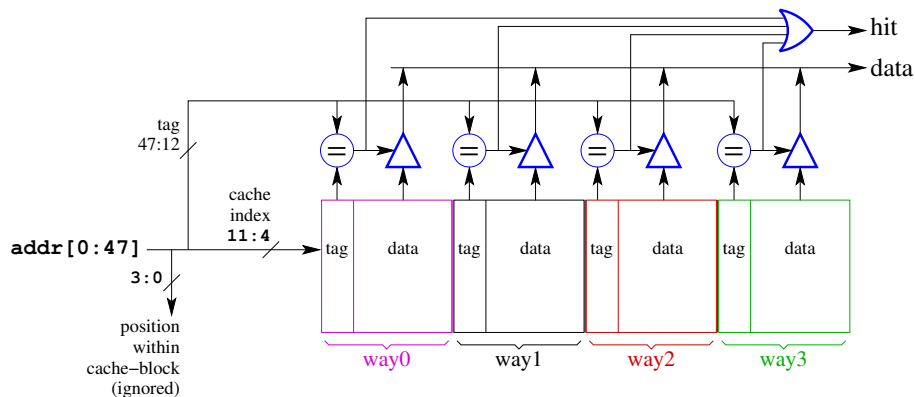 hit
data
tag
47:12
=
=
=
=
cache
index
11:4
addr[0:47]
3:0
tag
data
tag
data
tag
data
tag
data
position
within
cache−block
(ignored)
way0
way1
way2
way3